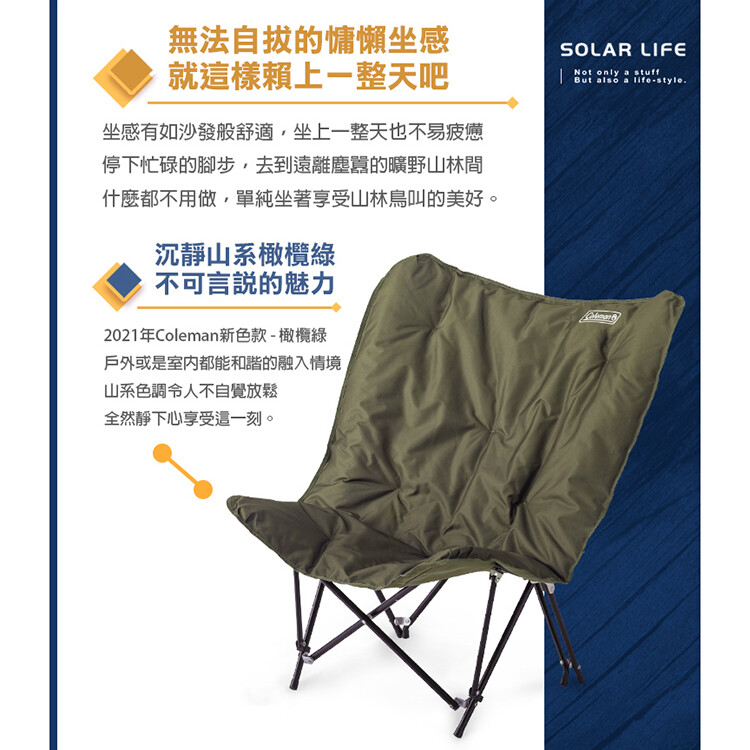 無法自拔的慵懶坐感
就這樣賴上一整天吧
SOLAR LIFE
Not only a stuff
But also a life-style.
坐感有如沙發般舒適，坐上一整天也不易疲憊
停下忙碌的腳步，去到遠離塵囂的曠野山林間
什麼都不用做，單純坐著享受山林鳥叫的美好。
沉靜山系橄欖綠
不可言說的魅力
2021年Coleman新色款 - 橄欖綠
戶外或是室內都能和諧的融入情境
山系色調令人不自覺放鬆
全然靜下心享受這一刻。
Coleman